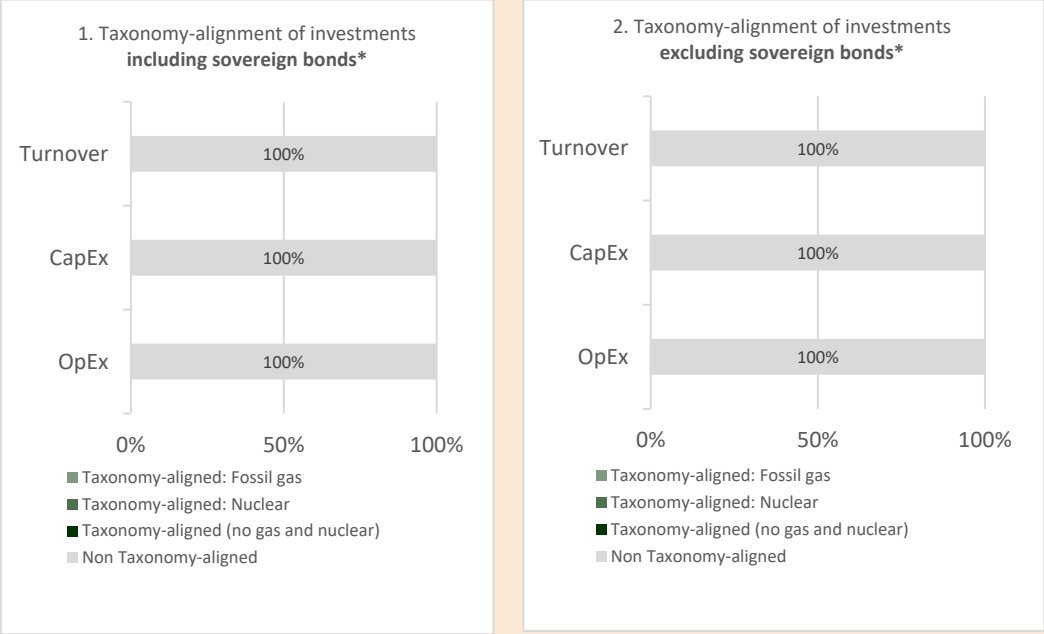 1. Taxonomy-alignment of investments
including sovereign bonds*
Turnover
100%
CapEx
100%
OpEx
100%
0%
50%
100%
Taxonomy-aligned: Fossil gas
Taxonomy-aligned: Nuclear
Taxonomy-aligned (no gas and nuclear)
Non Taxonomy-aligned
2. Taxonomy-alignment of investments
excluding sovereign bonds*
Turnover
100%
CapEx
100%
OpEx
100%
0%
50%
100%
Taxonomy-aligned: Fossil gas
Taxonomy-aligned: Nuclear
Taxonomy-aligned (no gas and nuclear)
Non Taxonomy-aligned